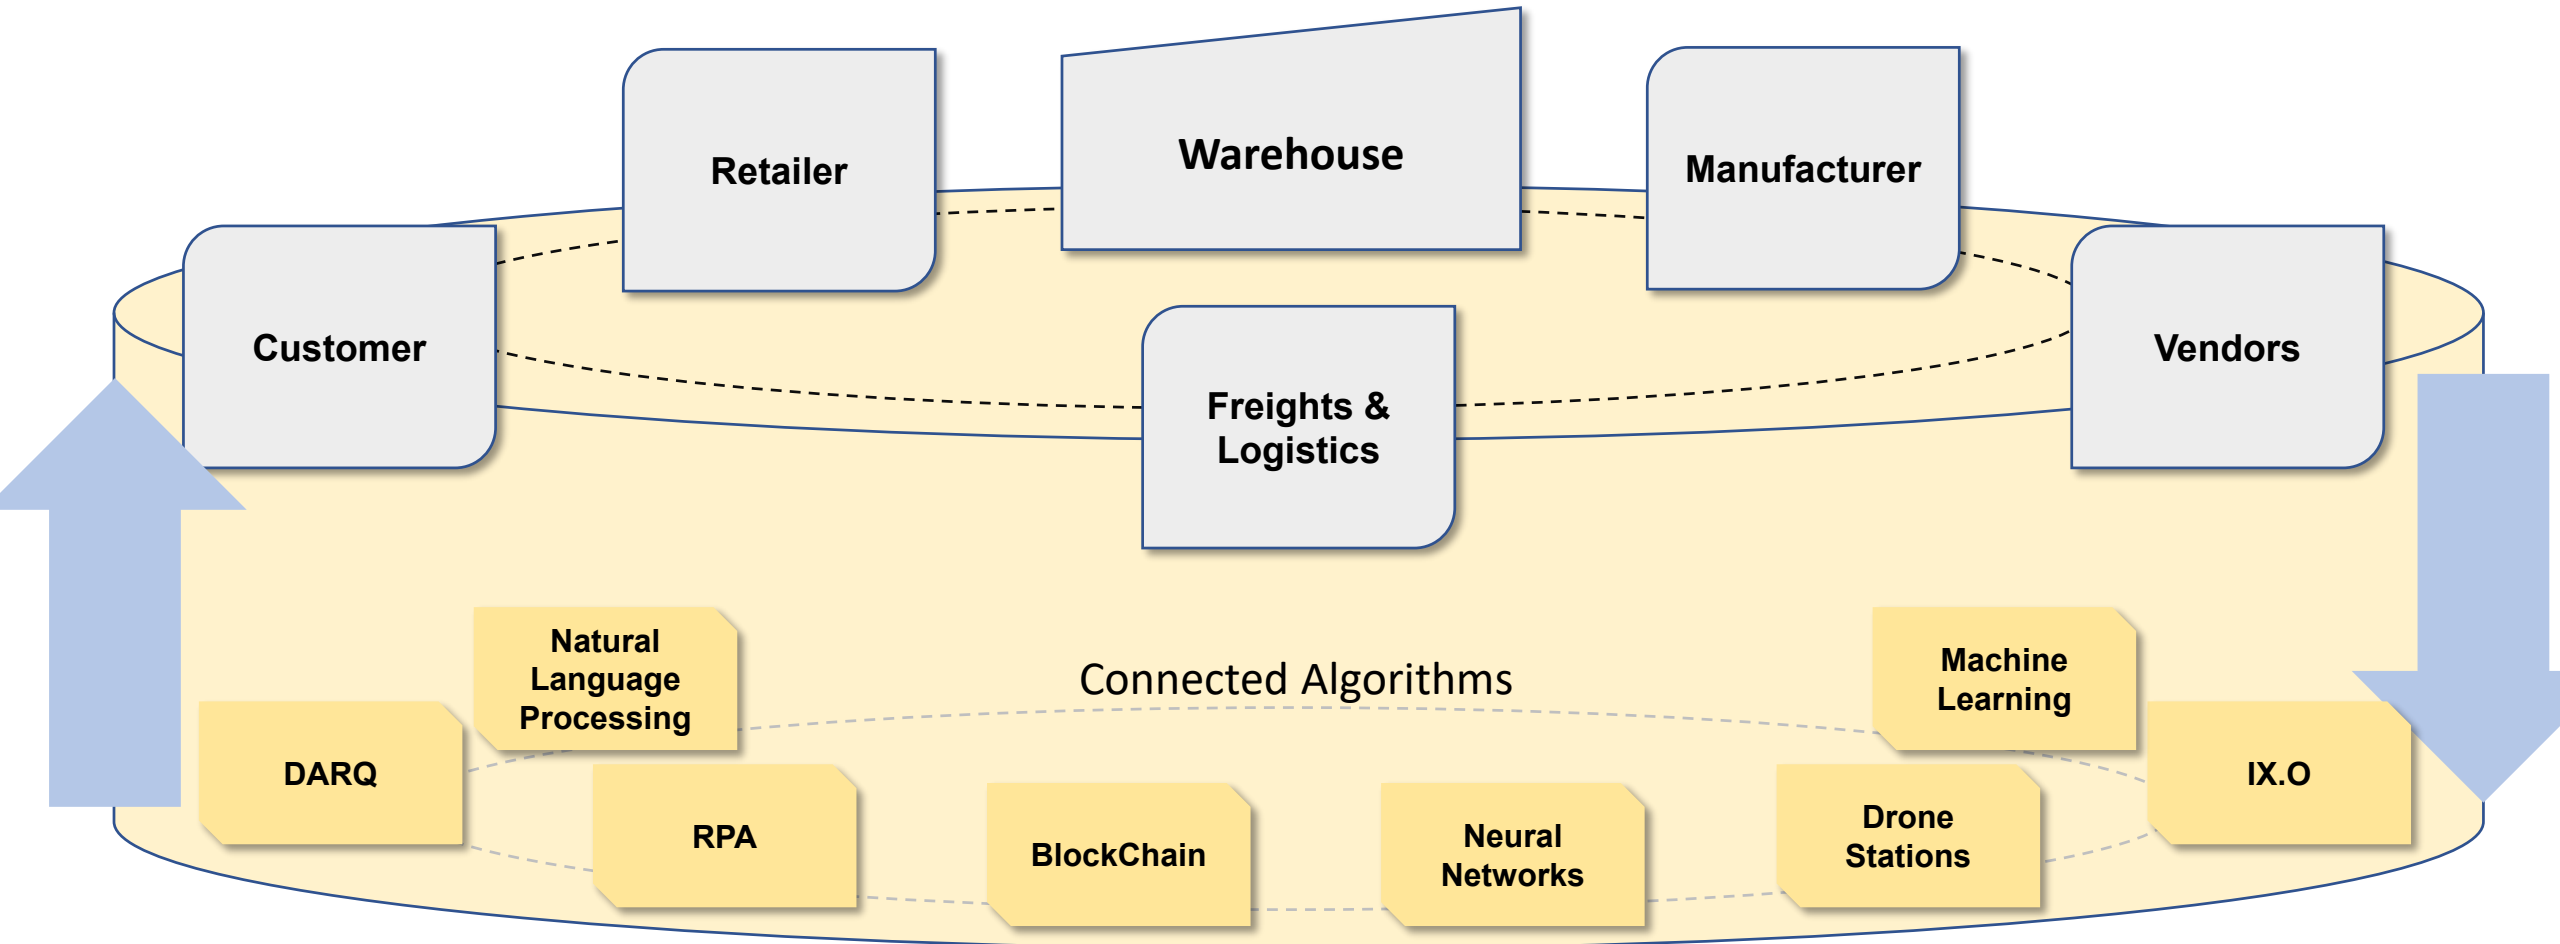 Retailer
Warehouse
Manufacturer
Customer
Vendors
Freights &
Logistics
Natural
Language
Processing
Connected Algorithms
Machine
Learning
DARQ
IX.O
RPA
BlockChain
Neural
Networks
Drone
Stations